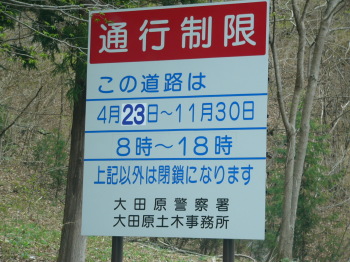 通行制限
この道路は
4月23日～11月30日
8時～18時
上記以外は閉鎖になります
大田原警察署
大田原土木事務所